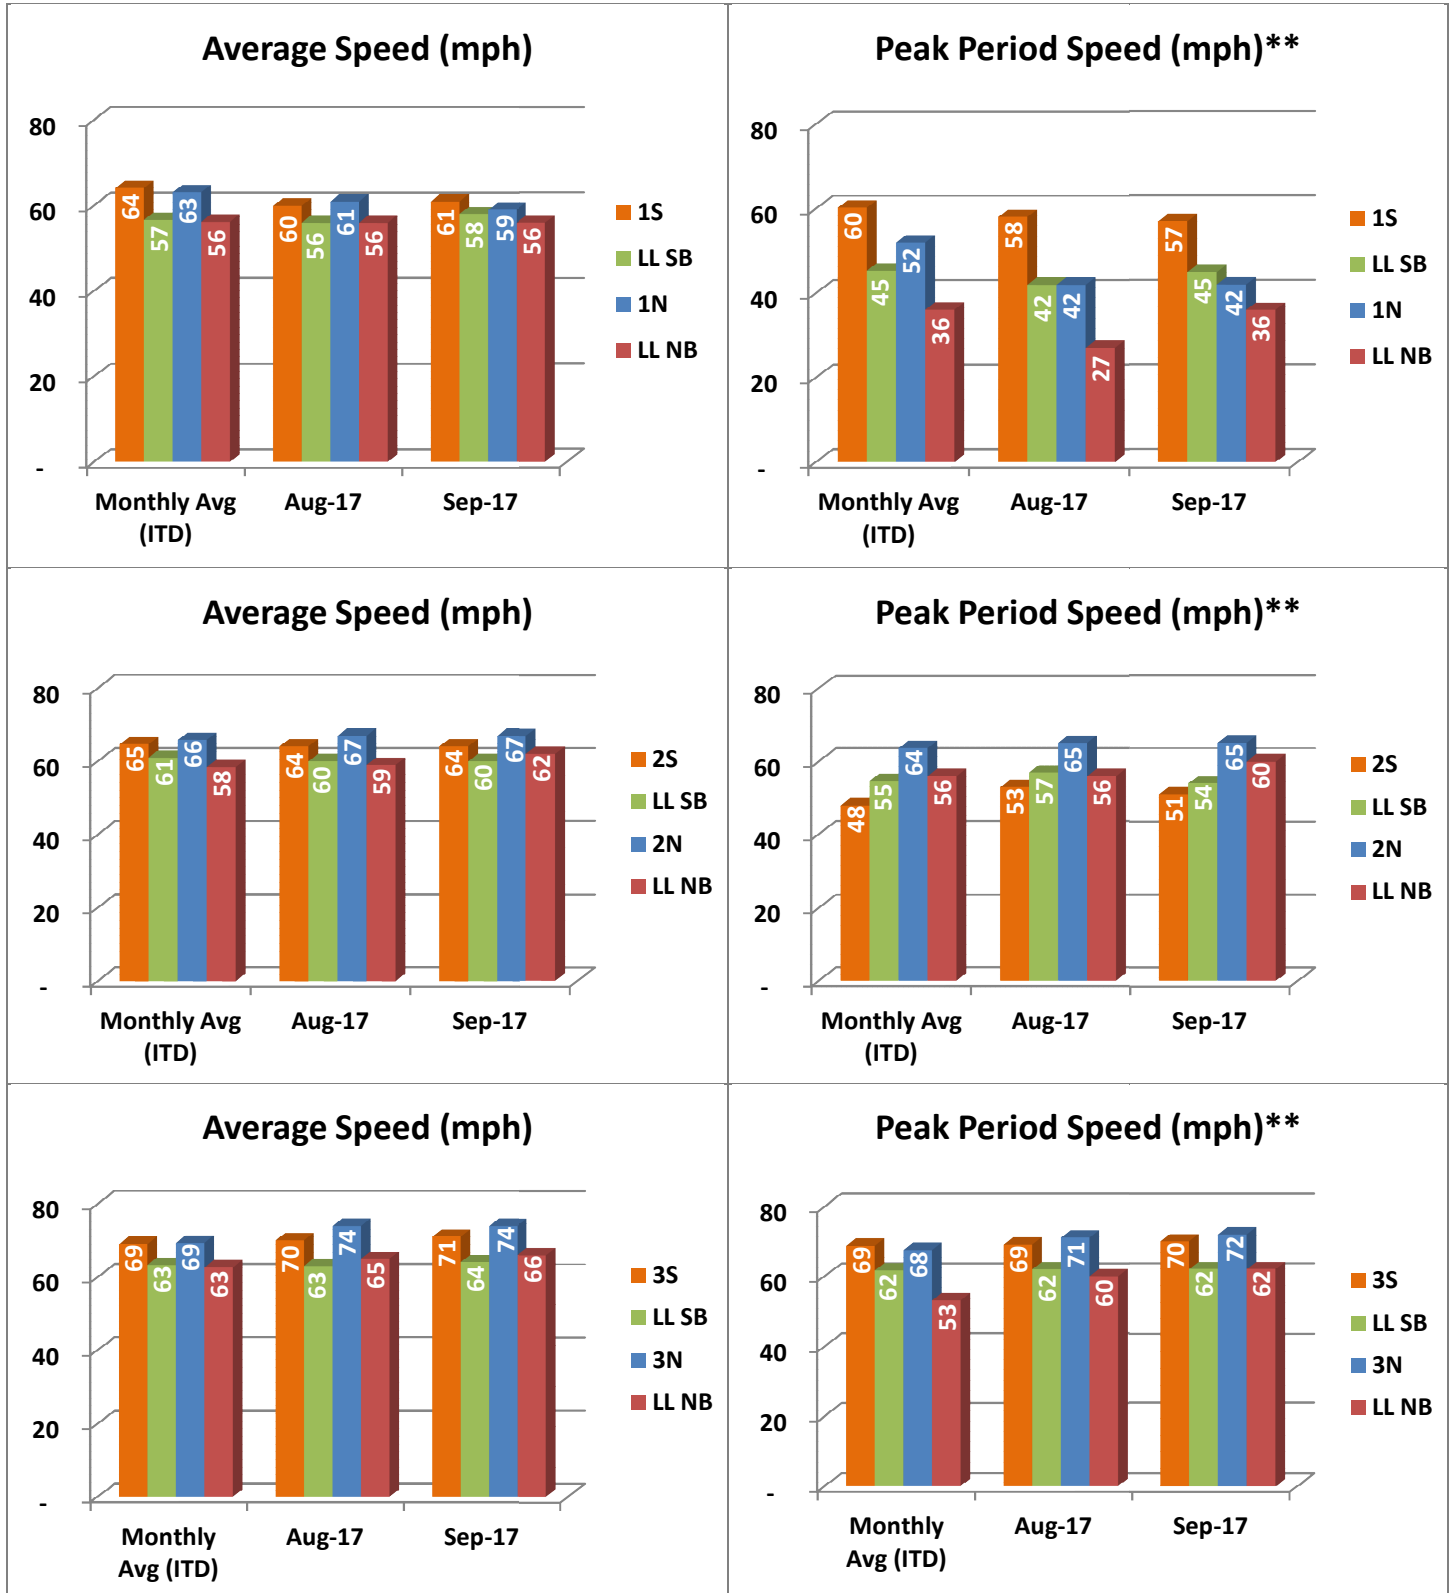 Average Speed (mph)
80
60
40
20
-
64
57
63
56
60
56
61
56
61
58
59
56
Monthly Avg
(ITD)
Aug-17
Sep-17
1S
LL SB
1N
LL NB
Peak Period Speed (mph)**
80
60
40
20
-
60
45
52
36
58
42
42
27
57
45
42
36
Monthly Avg
(ITD)
Aug-17
Sep-17
1S
LL SB
1N
LL NB
Average Speed (mph)
80
60
40
20
-
65
61
66
58
64
60
67
59
64
60
67
62
Monthly Avg
(ITD)
Aug-17
Sep-17
2S
LL SB
2N
LL NB
Peak Period Speed (mph)**
80
60
40
20
-
48
55
64
56
53
57
65
56
51
54
65
60
Monthly Avg
(ITD)
Aug-17
Sep-17
2S
LL SB
2N
LL NB
Average Speed (mph)
80
60
40
20
-
69
63
69
63
70
63
74
65
71
64
74
66
Monthly
Avg (ITD)
Aug-17
Sep-17
3S
LL SB
3N
LL NB
Peak Period Speed (mph)**
80
60
40
20
-
69
62
68
53
69
62
71
60
70
62
72
62
Monthly
Avg (ITD)
Aug-17
Sep-17
3S
LL SB
3N
LL NB